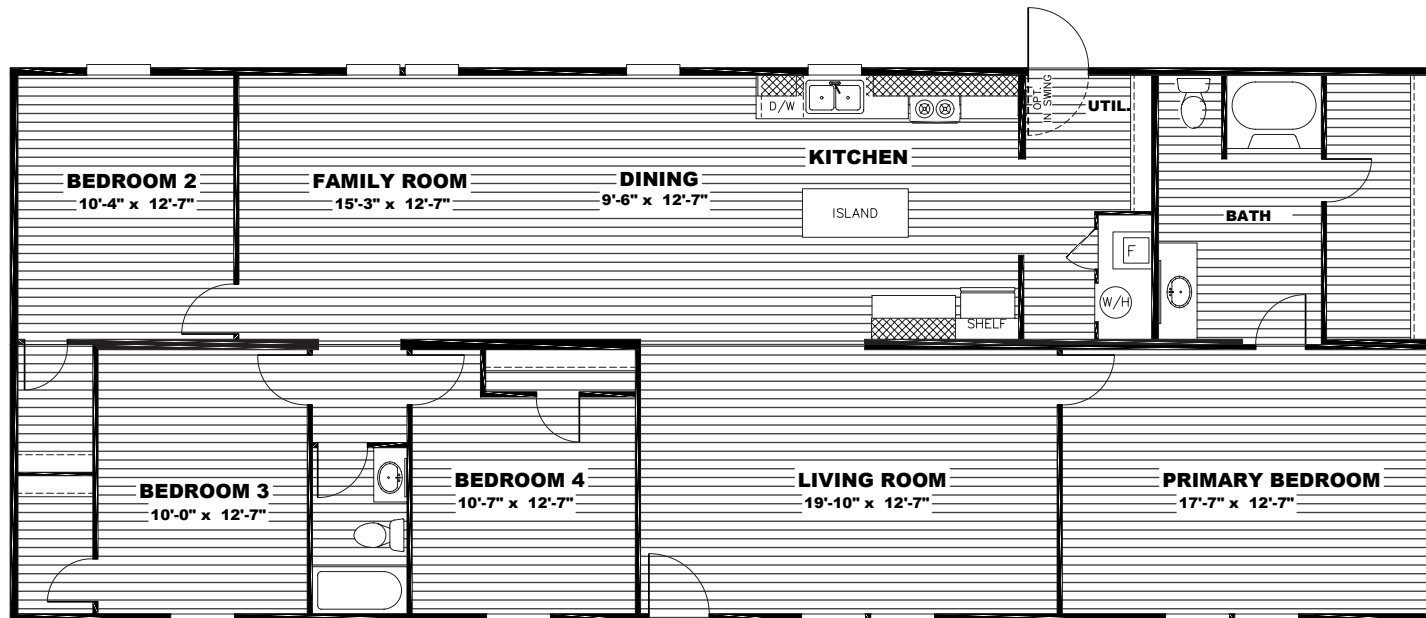 OPT.
IN SWING
D/W
UTIL.
KITCHEN
BEDROOM 2
10'-4" x 12'-7"
FAMILY ROOM
15'-3" x 12'-7"
DINING
9'-6" x 12'-7"
ISLAND
BATH
F
W/H
SHELF
BEDROOM 3
10'-0" x 12'-7"
BEDROOM 4
10'-7" x 12'-7"
LIVING ROOM
19'-10" x 12'-7"
PRIMARY BEDROOM
17'-7" x 12'-7"